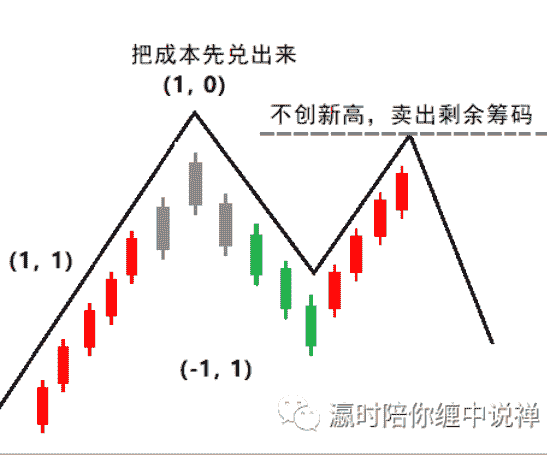 把成本先兑出来
(1, 0)
不创新高，卖出剩余筹码
(1, 1)
(-1, 1)
瀛时陪你缠中说禅